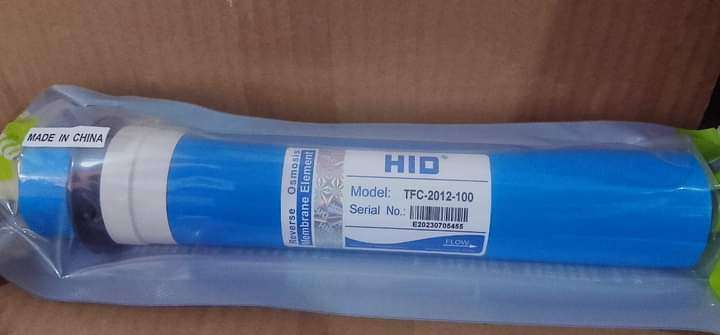 MADE IN CHINA
Reverse Osmosis
Membrane Element
HID
Model: TFC-2012-100
Serial No.:
E20230705455
FLOW